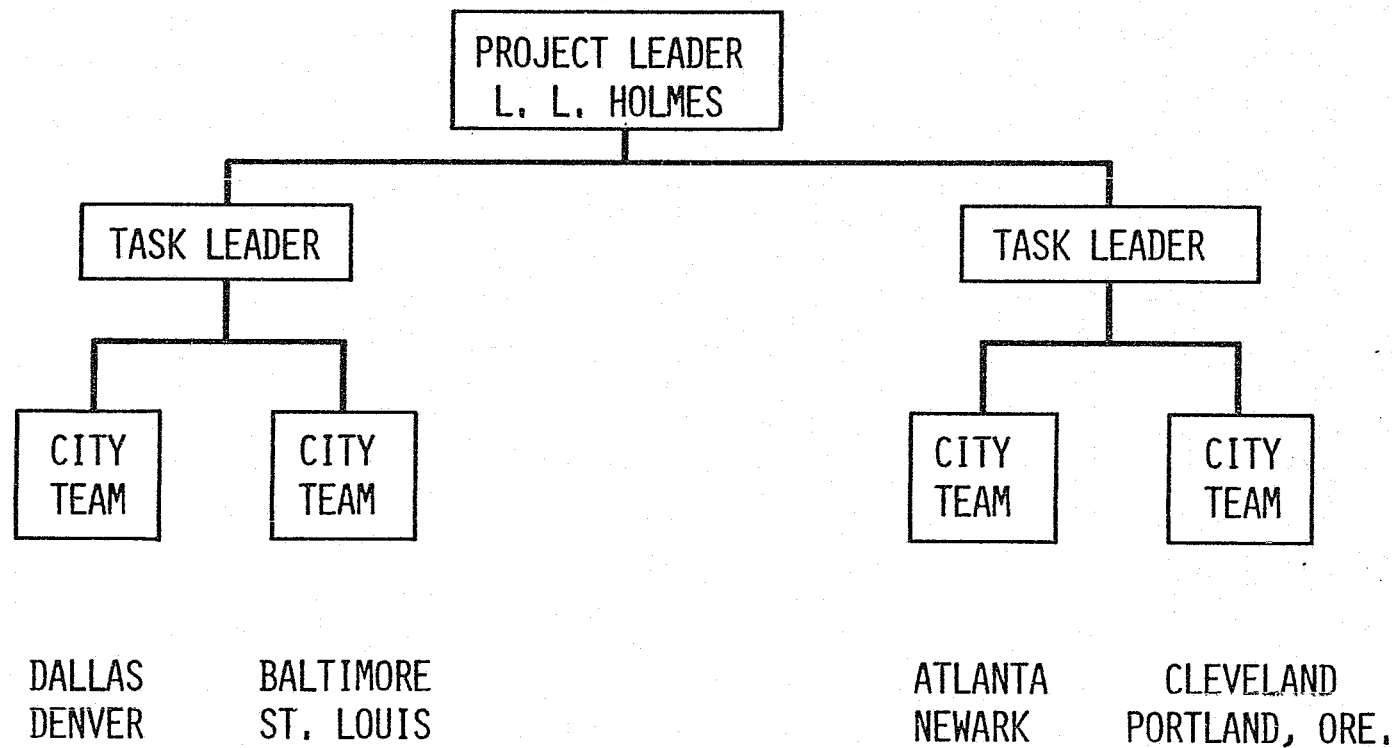 PROJECT LEADER
L. L. HOLMES
TASK LEADER
TASK LEADER
CITY
TEAM
CITY
TEAM
CITY
TEAM
CITY
TEAM
DALLAS
DENVER
BALTIMORE
ST. LOUIS
ATLANTA
NEWARK
CLEVELAND
PORTLAND, ORE.